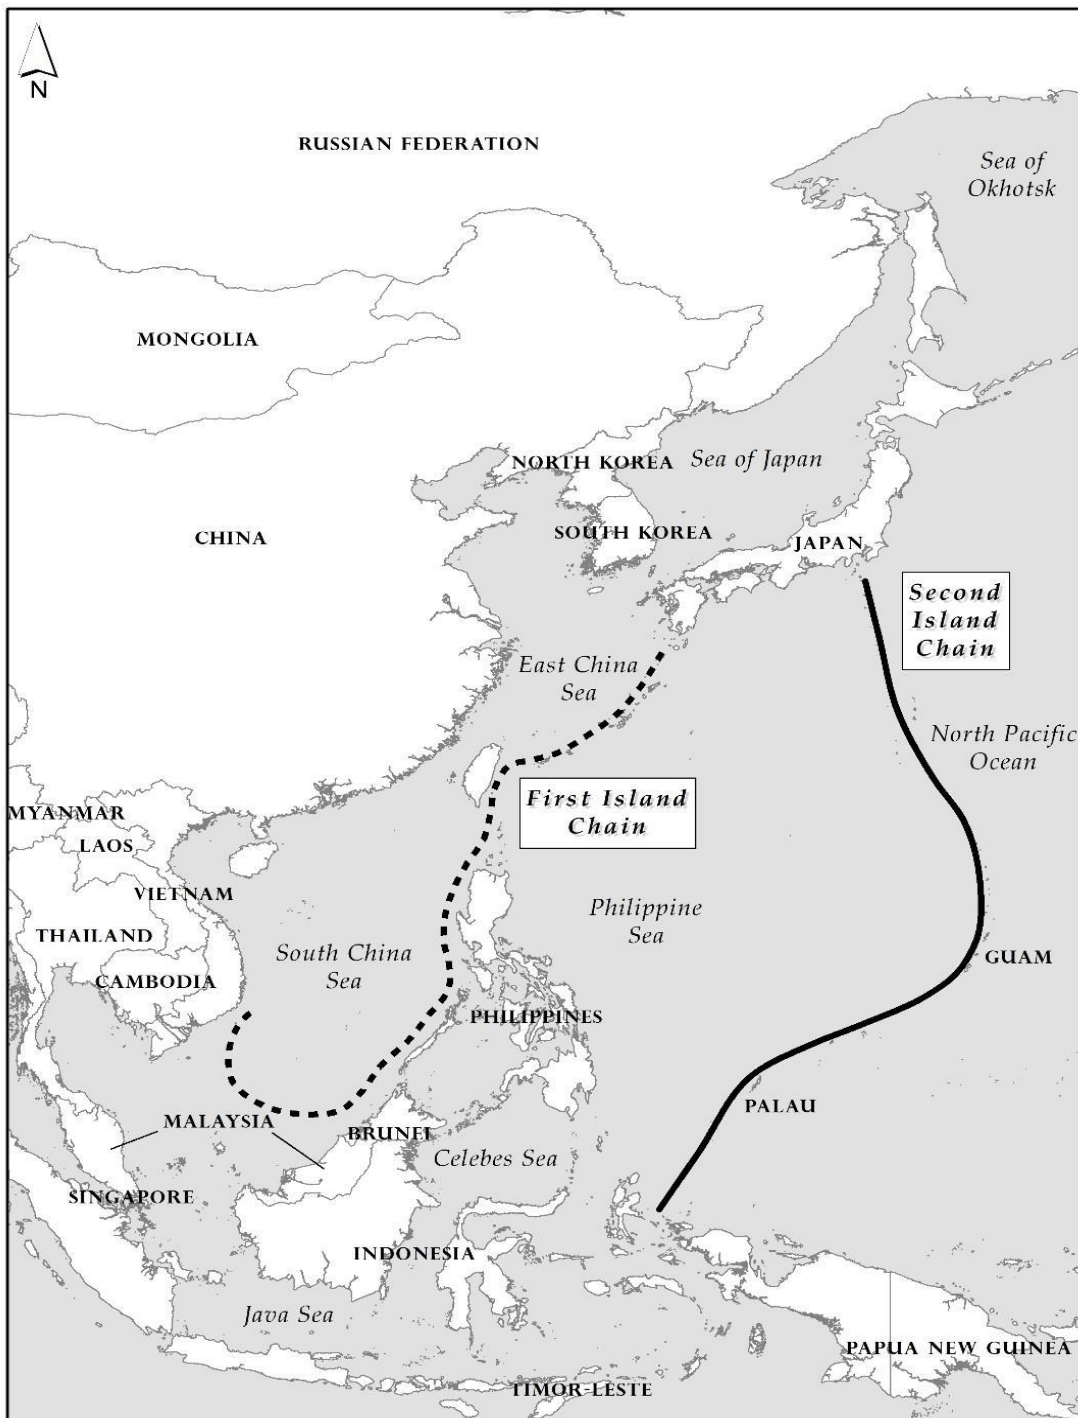 N
RUSSIAN FEDERATION
Sea of
Okhotsk
MONGOLIA
NORTH KOREA
Sea of Japan
CHINA
SOUTH KOREA
JAPAN
Second
Island
Chain
East China
Sea
North Pacific
Ocean
First Island
Chain
MYANMAR
LAOS
VIETNAM
Philippine
Sea
THAILAND
South China
Sea
GUAM
CAMBODIA
PHILIPPINES
PALAU
MALAYSIA
BRUNEI
Celebes Sea
SINGAPORE
INDONESIA
Java Sea
PAPUA NEW GUINEA
TIMOR-LESTE